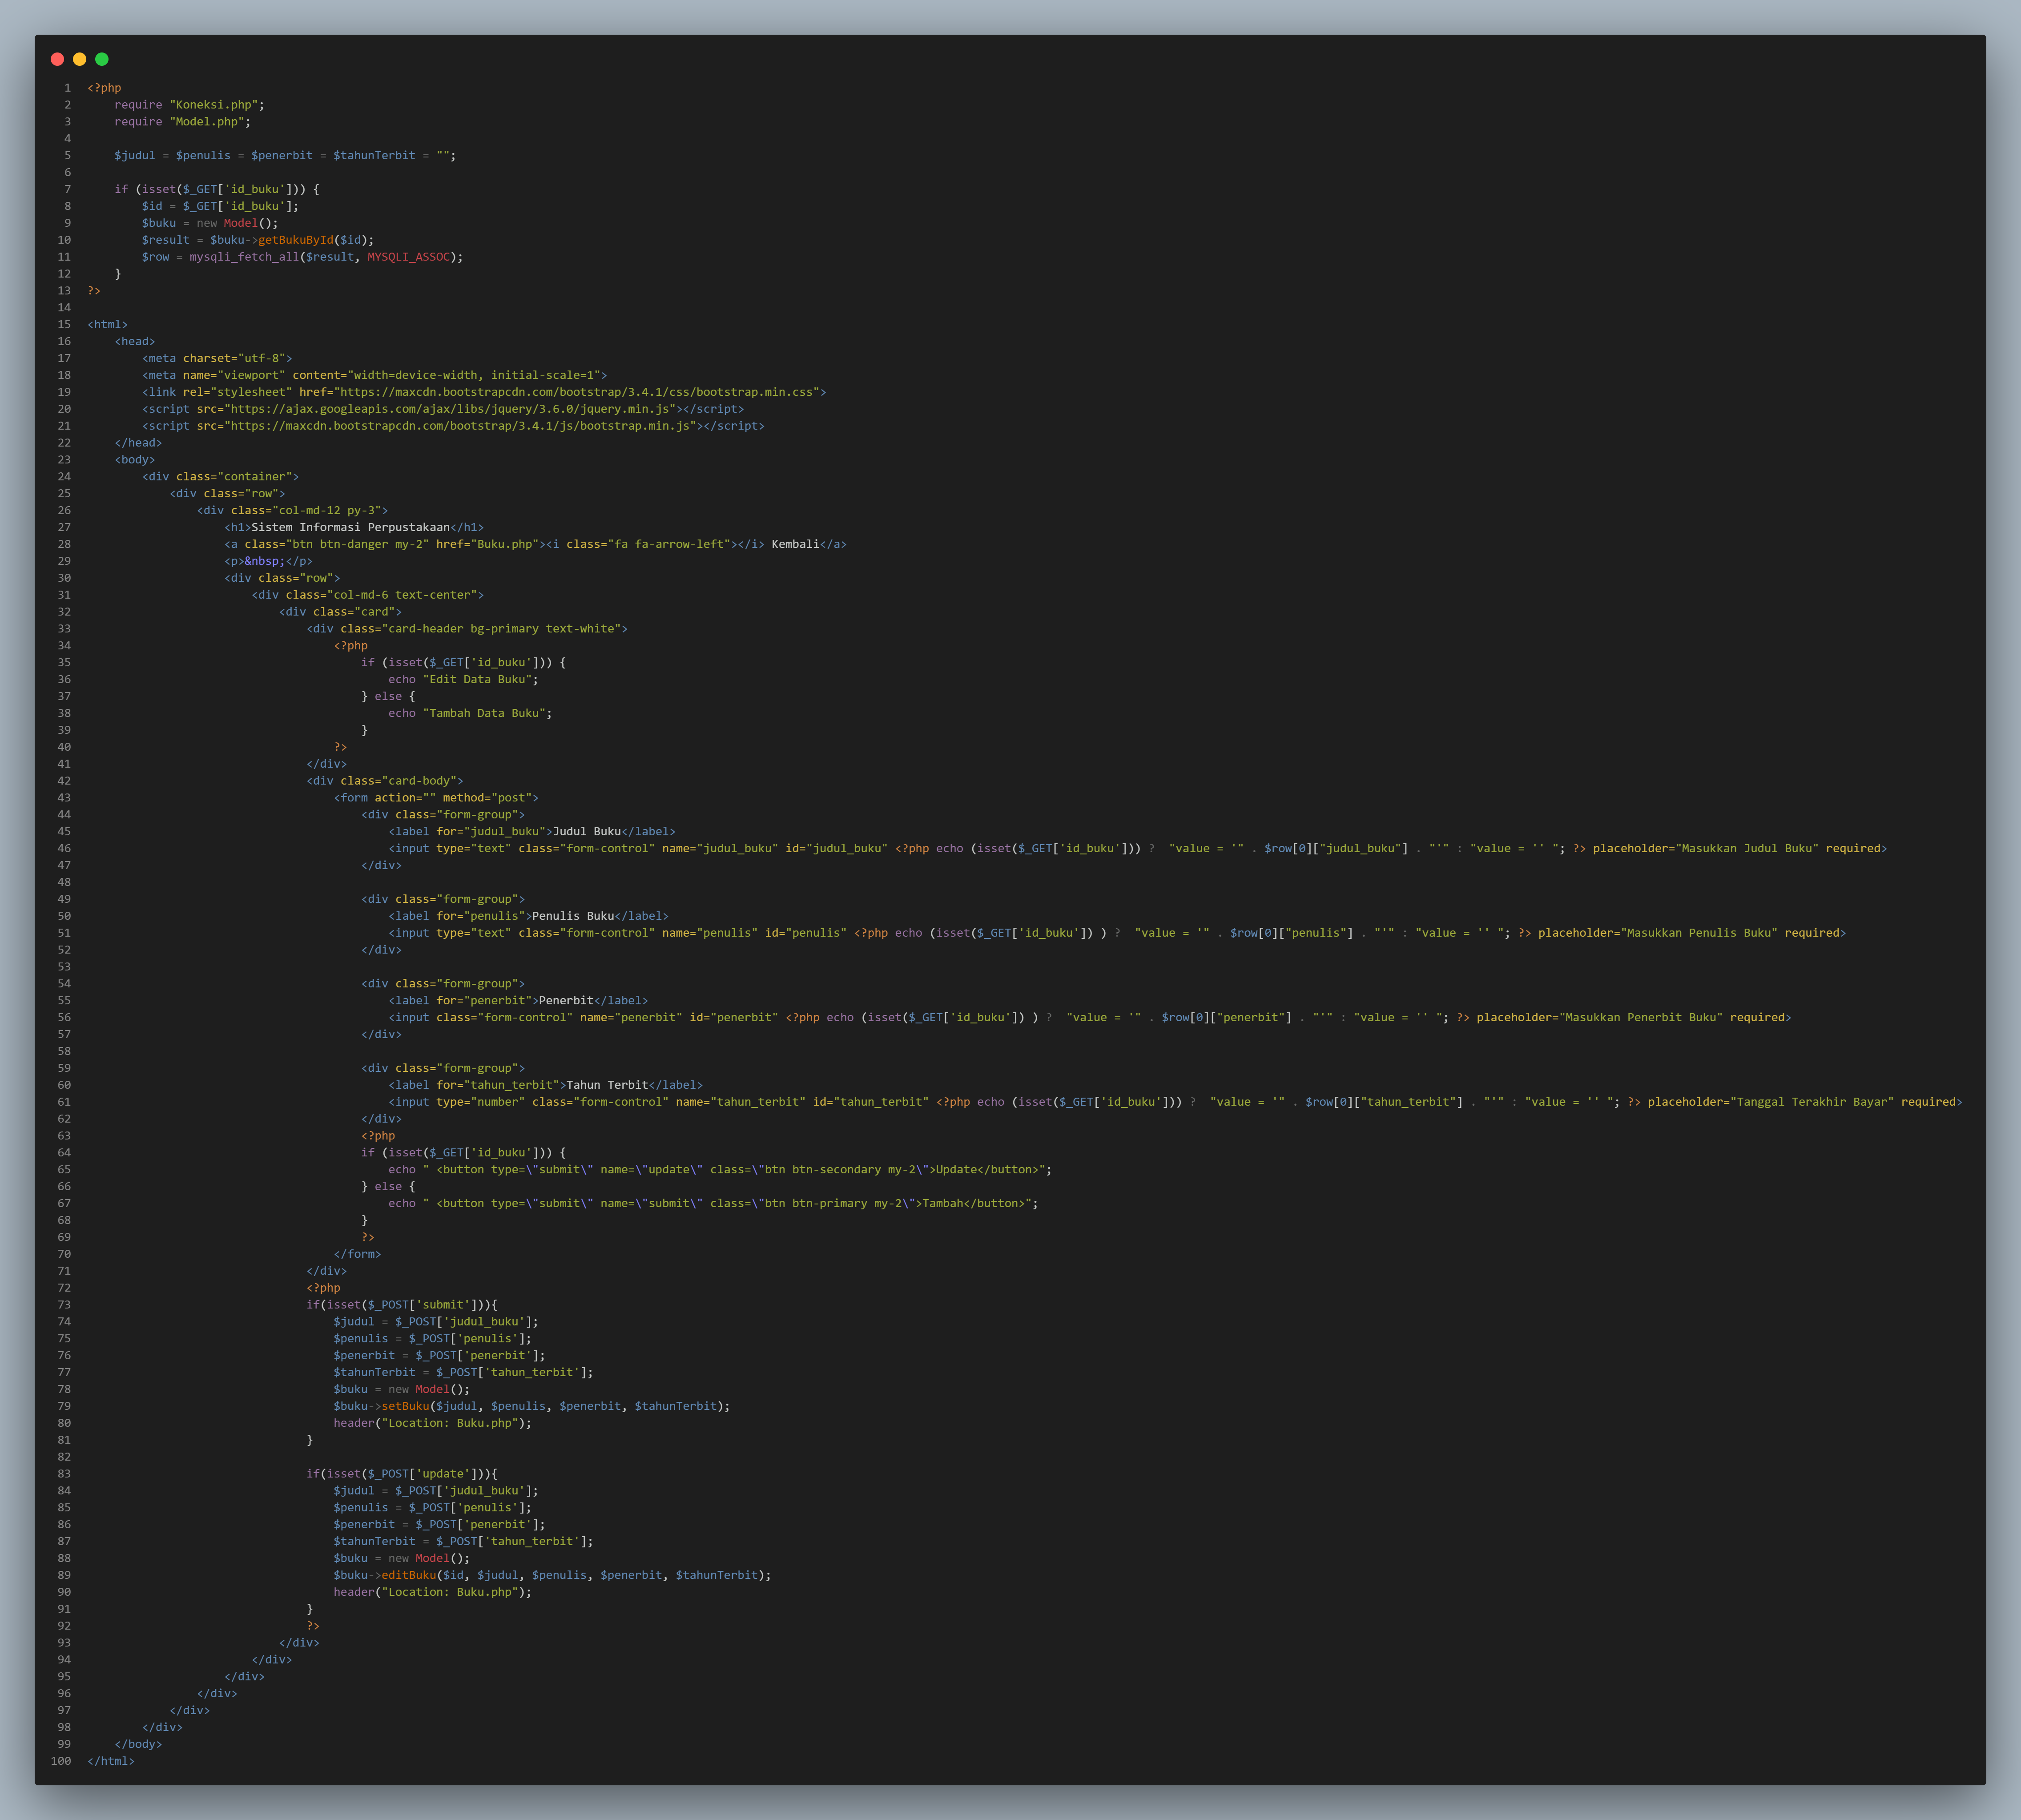 1 <?php
2     require "Koneksi.php";
3     require "Model.php";
4
5     $judul = $penulis = $penerbit = $tahunTerbit = "";
6
7     if (isset($_GET['id_buku'])) {
8         $id = $_GET['id_buku'];
9         $buku = new Model();
10         $result = $buku->getBukuById($id);
11         $row = mysqli_fetch_all($result, MYSQLI_ASSOC);
12     }
13 ?>
14
15 <html>
16     <head>
17         <meta charset="utf-8">
18         <meta name="viewport" content="width=device-width, initial-scale=1">
19         <link rel="stylesheet" href="https://maxcdn.bootstrapcdn.com/bootstrap/3.4.1/css/bootstrap.min.css">
20         <script src="https://ajax.googleapis.com/ajax/libs/jquery/3.6.0/jquery.min.js"></script>
21         <script src="https://maxcdn.bootstrapcdn.com/bootstrap/3.4.1/js/bootstrap.min.js"></script>
22     </head>
23     <body>
24         <div class="container">
25             <div class="row">
26                 <div class="col-md-12 py-3">
27                     <h1>Sistem Informasi Perpustakaan</h1>
28                     <a class="btn btn-danger my-2" href="Buku.php"><i class="fa fa-arrow-left"></i> Kembali</a>
29                     <p>&nbsp;</p>
30                     <div class="row">
31                         <div class="col-md-6 text-center">
32                             <div class="card">
33                                 <div class="card-header bg-primary text-white">
34                                     <?php
35                                         if (isset($_GET['id_buku'])) {
36                                             echo "Edit Data Buku";
37                                         } else {
38                                             echo "Tambah Data Buku";
39                                         }
40                                     ?>
41                                 </div>
42                                 <div class="card-body">
43                                     <form action="" method="post">
44                                         <div class="form-group">
45                                             <label for="judul_buku">Judul Buku</label>
46                                             <input type="text" class="form-control" name="judul_buku" id="judul_buku" <?php echo (isset($_GET['id_buku'])) ?  "value = '" . $row[0]["judul_buku"] . "'" : "value = '' "; ?> placeholder="Masukkan Judul Buku" required>
47                                         </div>
48
49                                         <div class="form-group">
50                                             <label for="penulis">Penulis Buku</label>
51                                             <input type="text" class="form-control" name="penulis" id="penulis" <?php echo (isset($_GET['id_buku']) ) ?  "value = '" . $row[0]["penulis"] . "'" : "value = '' "; ?> placeholder="Masukkan Penulis Buku" required>
52                                         </div>
53
54                                         <div class="form-group">
55                                             <label for="penerbit">Penerbit</label>
56                                             <input class="form-control" name="penerbit" id="penerbit" <?php echo (isset($_GET['id_buku']) ) ?  "value = '" . $row[0]["penerbit"] . "'" : "value = '' "; ?> placeholder="Masukkan Penerbit Buku" required>
57                                         </div>
58
59                                         <div class="form-group">
60                                             <label for="tahun_terbit">Tahun Terbit</label>
61                                             <input type="number" class="form-control" name="tahun_terbit" id="tahun_terbit" <?php echo (isset($_GET['id_buku'])) ?  "value = '" . $row[0]["tahun_terbit"] . "'" : "value = '' "; ?> placeholder="Tanggal Terakhir Bayar" required>
62                                         </div>
63                                         <?php
64                                         if (isset($_GET['id_buku'])) {
65                                             echo " <button type=\"submit\" name=\"update\" class=\"btn btn-secondary my-2\">Update</button>";
66                                         } else {
67                                             echo " <button type=\"submit\" name=\"submit\" class=\"btn btn-primary my-2\">Tambah</button>";
68                                         }
69                                         ?>
70                                     </form>
71                                 </div>
72                                 <?php
73                                 if(isset($_POST['submit'])){
74                                     $judul = $_POST['judul_buku'];
75                                     $penulis = $_POST['penulis'];
76                                     $penerbit = $_POST['penerbit'];
77                                     $tahunTerbit = $_POST['tahun_terbit'];
78                                     $buku = new Model();
79                                     $buku->setBuku($judul, $penulis, $penerbit, $tahunTerbit);
80                                     header("Location: Buku.php");
81                                 }
82
83                                 if(isset($_POST['update'])){
84                                     $judul = $_POST['judul_buku'];
85                                     $penulis = $_POST['penulis'];
86                                     $penerbit = $_POST['penerbit'];
87                                     $tahunTerbit = $_POST['tahun_terbit'];
88                                     $buku = new Model();
89                                     $buku->editBuku($id, $judul, $penulis, $penerbit, $tahunTerbit);
90                                     header("Location: Buku.php");
91                                 }
92                                 ?>
93                             </div>
94                         </div>
95                     </div>
96                 </div>
97             </div>
98         </div>
99     </body>
100 </html>